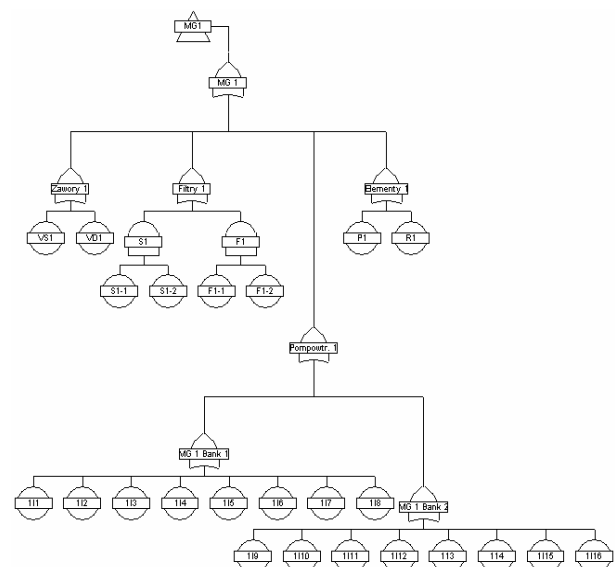 MG1
MG 1
Zawory 1
Filtry 1
Elementy 1
VS1
VD1
S1
F1
P1
R1
S1-1
S1-2
F1-1
F1-2
Pompowtr. 1
MG 1 Bank 1
1I1
1I2
1I3
1I4
1I5
1I6
1I7
1I8
MG 1 Bank 2
1I9
1I10
1I11
1I12
1I13
1I14
1I15
1I16